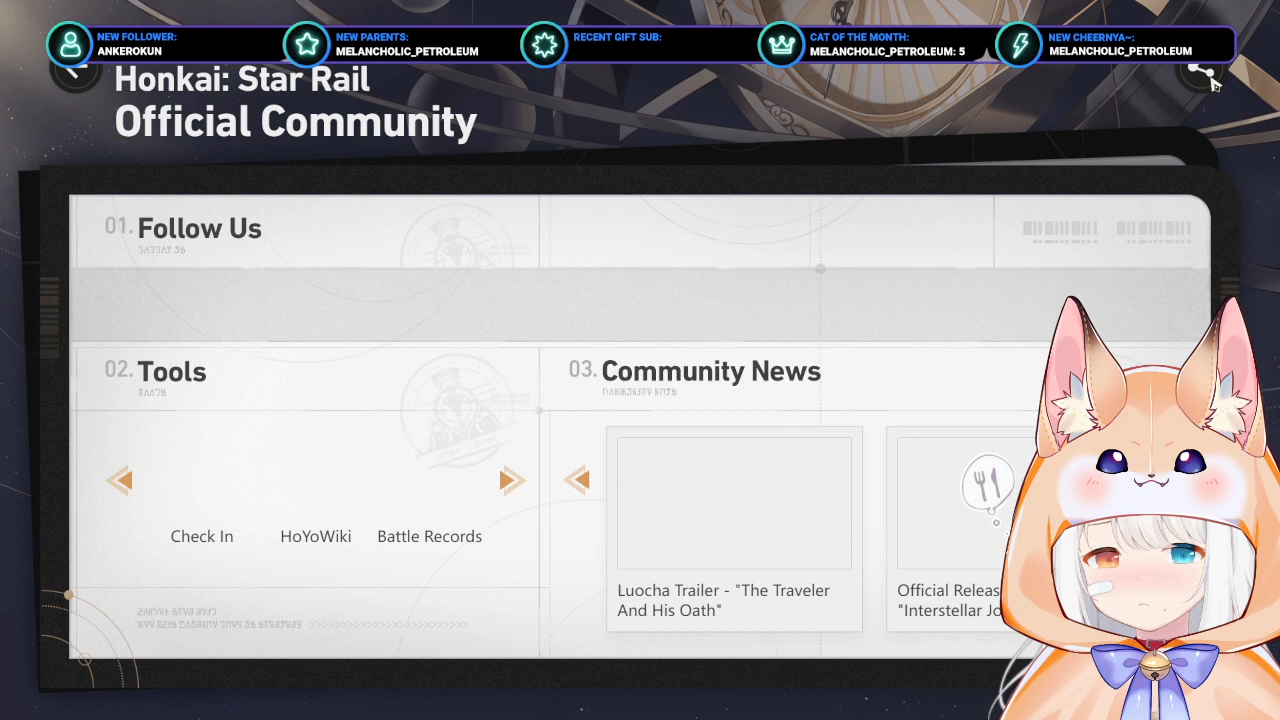 NEW FOLLOWER:
ANKEROKUN
NEW PARENTS:
MELANCHOLIC_PETROLEUM
RECENT GIFT SUB:
CAT OF THE MONTH:
MELANCHOLIC_PETROLEUM: 5
NEW CHEERNYA~:
MELANCHOLIC_PETROLEUM
Honkai: Star Rail
Official Community
01. Follow Us
02. Tools
Check In
HoYoWiki
Battle Records
03. Community News
Luocha Trailer - "The Traveler
And His Oath"
Official
"Interstellar